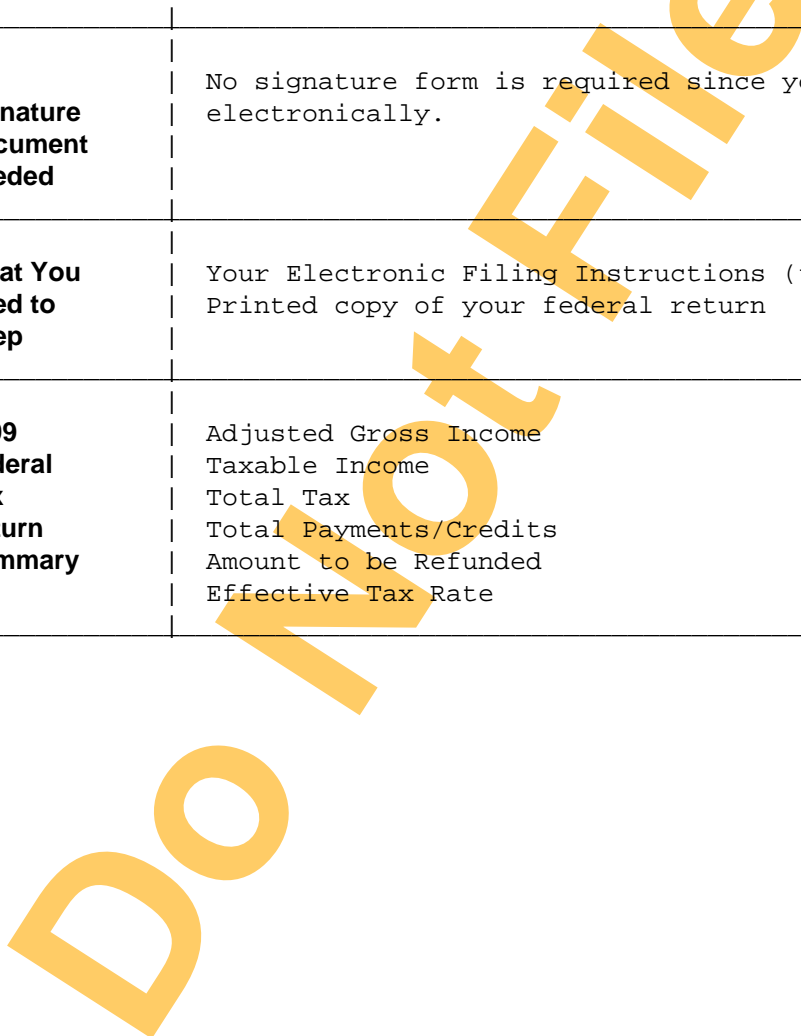 No signature form is required since yo
nature electronically.
cument
eded
at You Your Electronic Filing Instructions (
ed to Printed copy of your federal return
ep
09 Adjusted Gross Income
deral Taxable Income
x Total Tax
turn Total Payments/Credits
mmary Amount to be Refunded
Effective Tax Rate
Do Not File